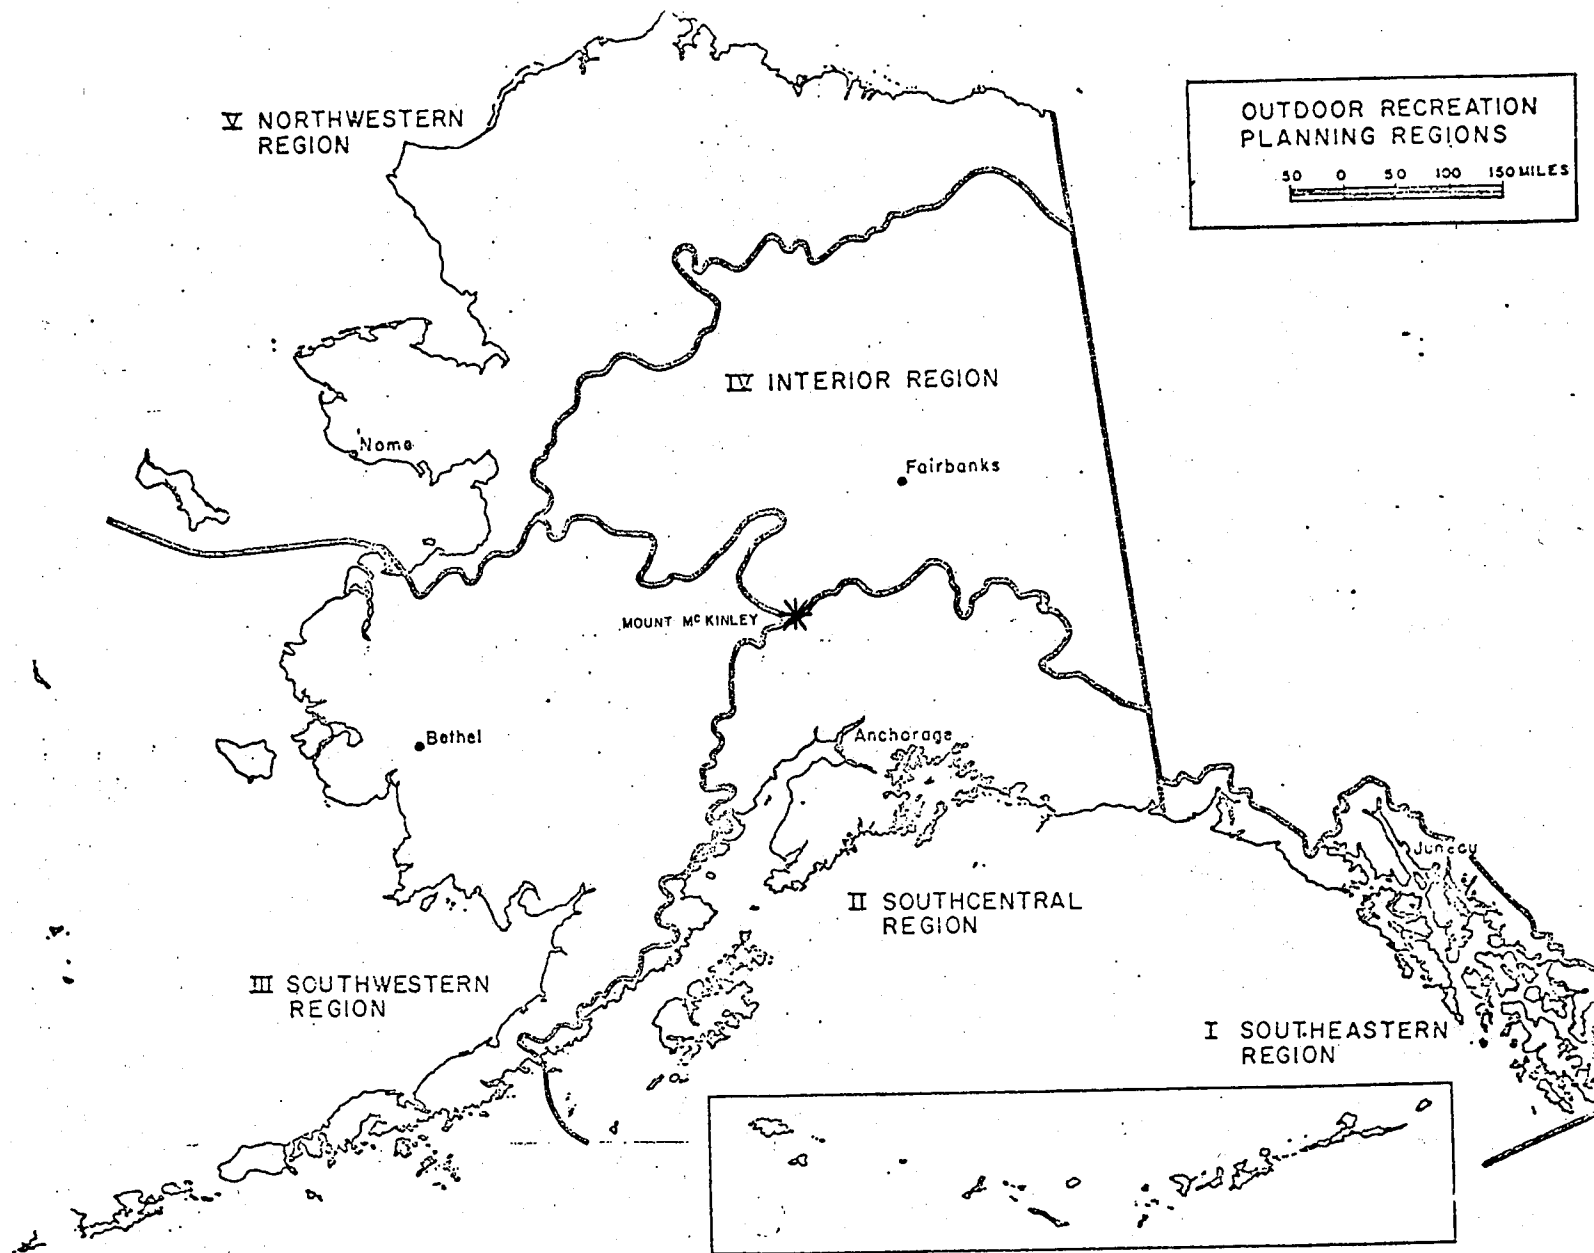 V NORTHWESTERN
REGION
OUTDOOR RECREATION
PLANNING REGIONS
50 0 50 100 150 MILES
IV INTERIOR REGION
Nome
Fairbanks
MOUNT McKINLEY
Bethel
Anchorage
Juneau
II SOUTHCENTRAL
REGION
III SOUTHWESTERN
REGION
I SOUTHEASTERN
REGION